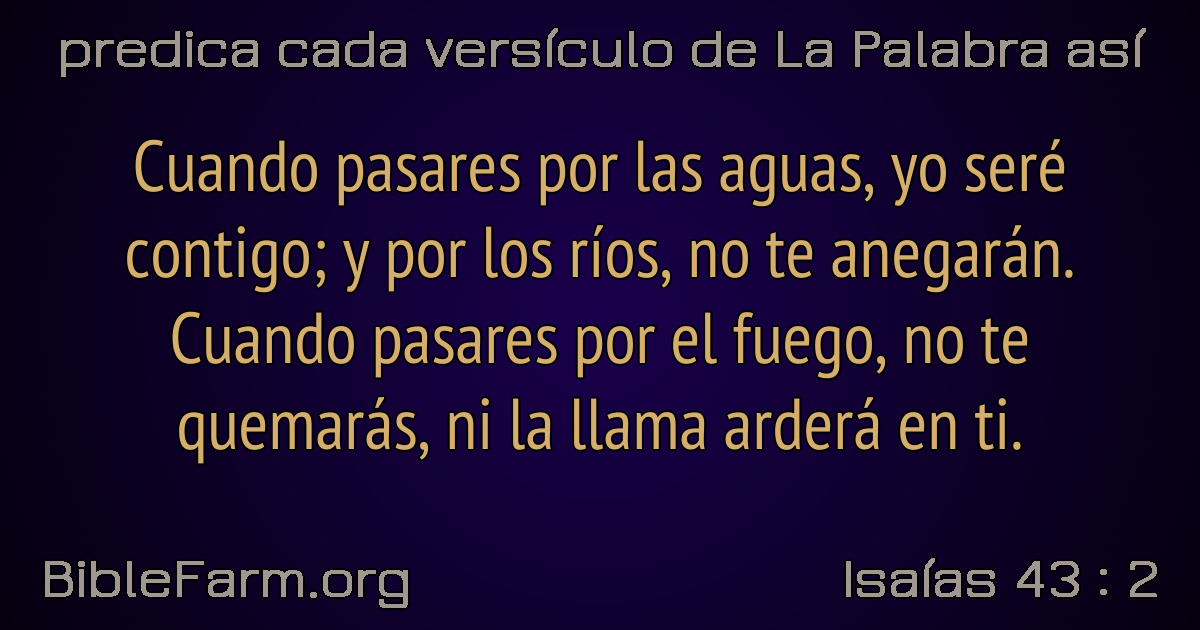 predica cada versículo de La Palabra así
Cuando pasares por las aguas, yo seré
contigo; y por los ríos, no te anegarán.
Cuando pasares por el fuego, no te
quemarás, ni la llama arderá en ti.
BibleFarm.org
Isaías 43 : 2